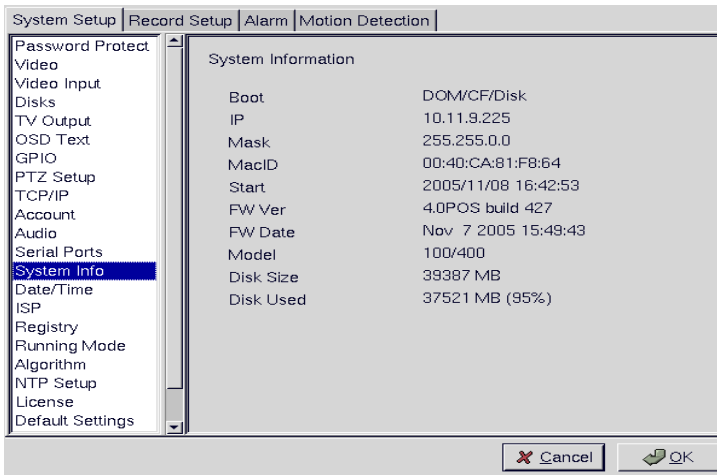 System Setup Record Setup Alarm Motion Detection
Password Protect
Video
Video Input
Disks
TV Output
OSD Text
GPIO
PTZ Setup
TCP/IP
Account
Audio
Serial Ports
System Info
Date/Time
ISP
Registry
Running Mode
Algorithm
NTP Setup
License
Default Settings
System Information
Boot DOM/CF/Disk
IP 10.11.9.225
Mask 255.255.0.0
MacID 00:40:CA:81:F8:64
Start 2005/11/08 16:42:53
FW Ver 4.0POS build 427
FW Date Nov 7 2005 15:49:43
Model 100/400
Disk Size 39387 MB
Disk Used 37521 MB (95%)
Cancel OK